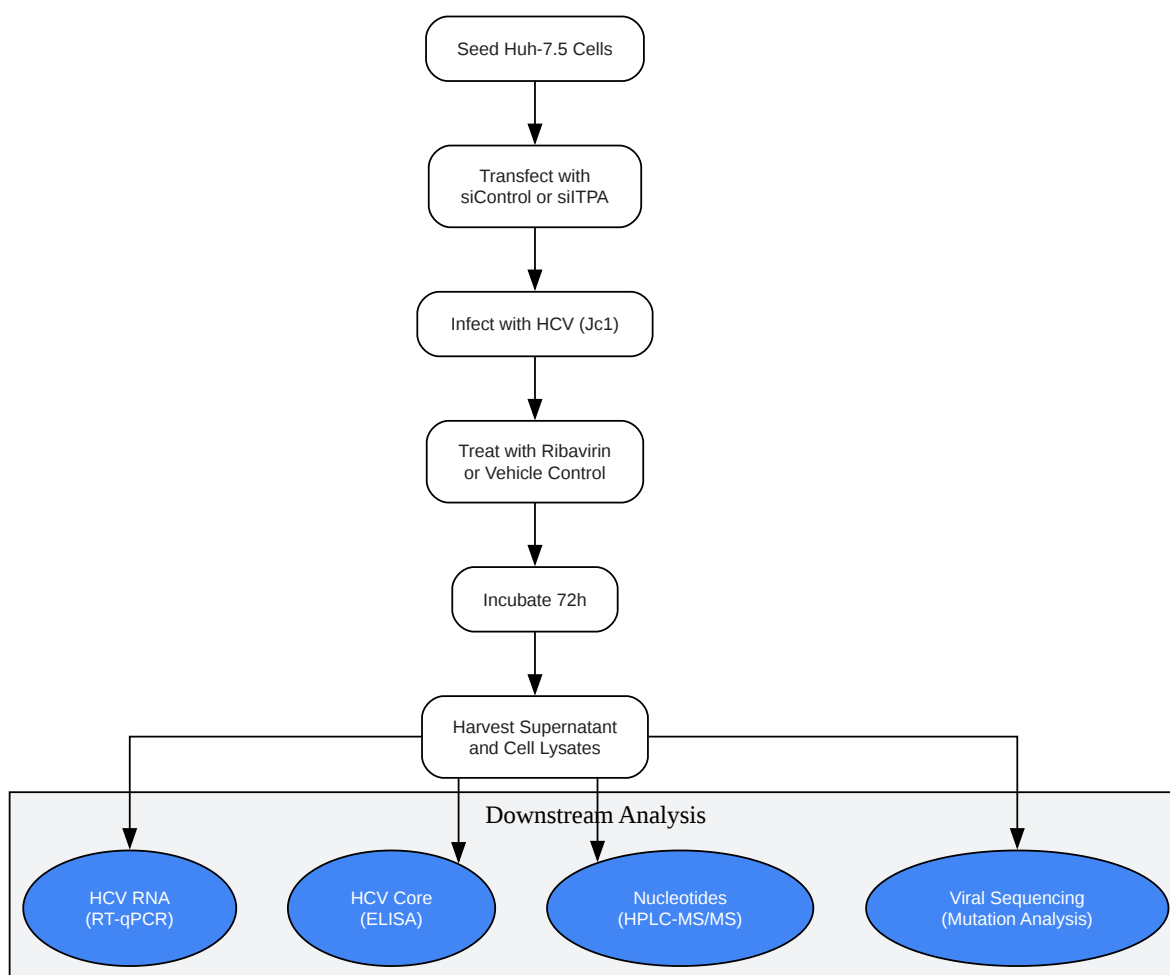 Seed Huh-7.5 Cells
Transfect with
siControl or siITPA
Infect with HCV (Jc1)
Treat with Ribavirin
or Vehicle Control
Incubate 72h
Harvest Supernatant
and Cell Lysates
Downstream Analysis
HCV RNA
(RT-qPCR)
HCV Core
(ELISA)
Nucleotides
(HPLC-MS/MS)
Viral Sequencing
(Mutation Analysis)